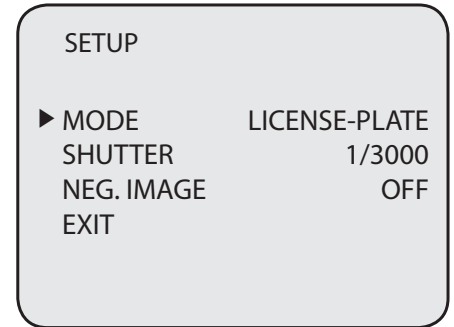 SETUP
▶ MODE LICENSE-PLATE
SHUTTER 1/3000
NEG. IMAGE OFF
EXIT